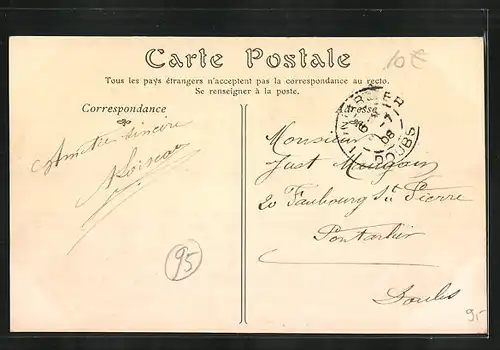 Carte Postale
10€
Tous les pays étrangers n'acceptent pas la correspondance au recto.
Se renseigner à la poste.
Correspondance
Adresse
DOUBS
Amitié sincère
Monsieur
Just
20 Faubourg St Pierre
Pontarlier
Doubs
95
9.-